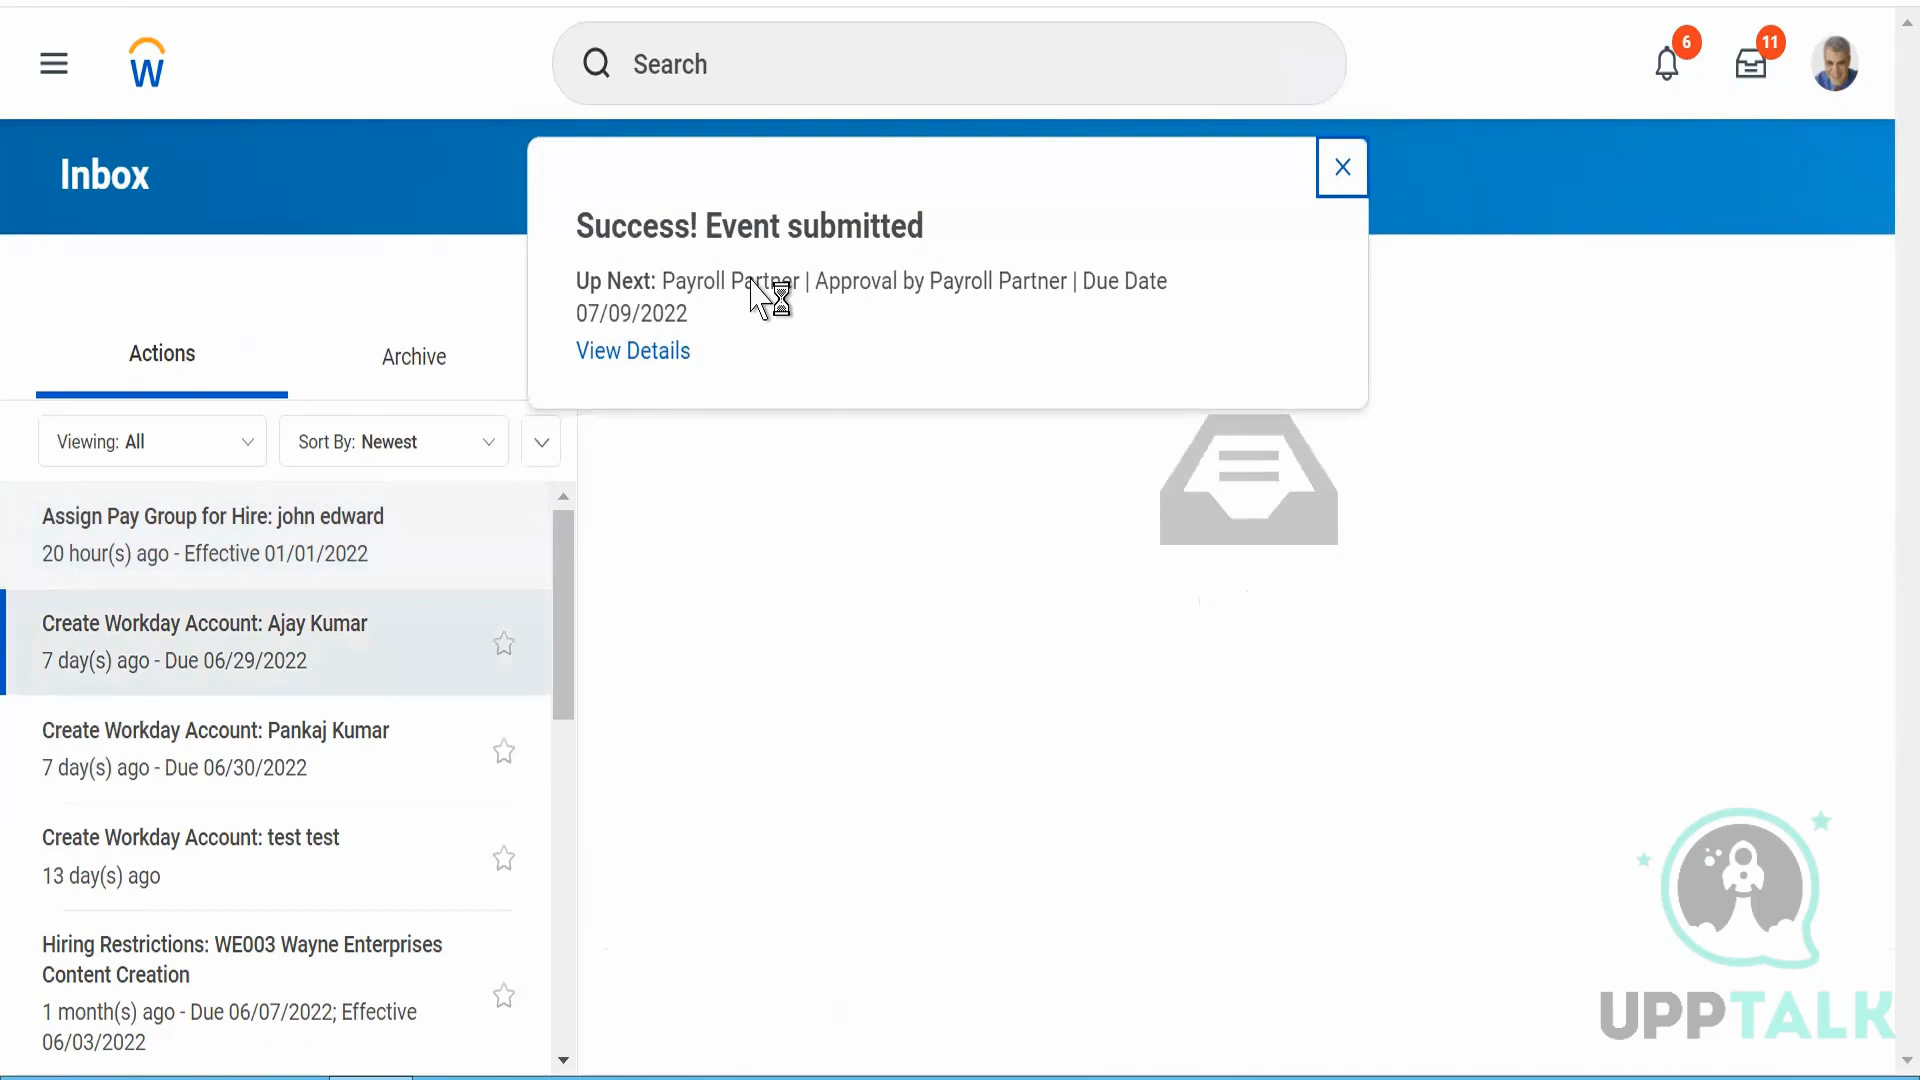 W
Search
6
11
Inbox
Success! Event submitted
Up Next: Payroll Partner | Approval by Payroll Partner | Due Date
07/09/2022
View Details
Actions
Archive
Viewing: All
Sort By: Newest
Assign Pay Group for Hire: john edward
20 hour(s) ago - Effective 01/01/2022
Create Workday Account: Ajay Kumar
7 day(s) ago - Due 06/29/2022
Create Workday Account: Pankaj Kumar
7 day(s) ago - Due 06/30/2022
Create Workday Account: test test
13 day(s) ago
Hiring Restrictions: WE003 Wayne Enterprises
Content Creation
1 month(s) ago - Due 06/07/2022; Effective
06/03/2022
UPPTALK